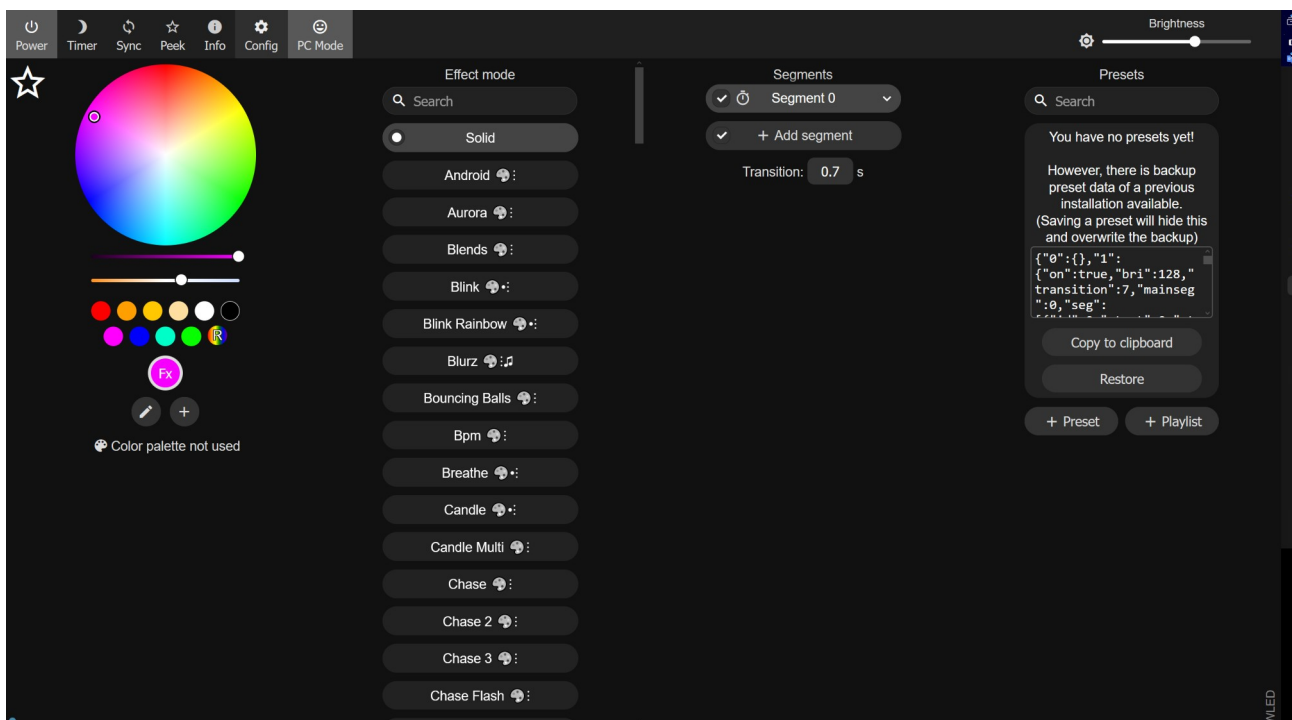 Power
Timer
Sync
Peek
Info
Config
PC Mode
Brightness
R
Fx
Color palette not used
Effect mode
Search
Solid
Android
Aurora
Blends
Blink
Blink Rainbow
Blurz
Bouncing Balls
Bpm
Breathe
Candle
Candle Multi
Chase
Chase 2
Chase 3
Chase Flash
Segments
Segment 0
+ Add segment
Transition: 0.7 s
Presets
Search
You have no presets yet!
However, there is backup
preset data of a previous
installation available.
(Saving a preset will hide this
and overwrite the backup)
{"0":{},"1":
{"on":true,"bri":128,"
transition":7,"mainseg
":0,"seg":
Copy to clipboard
Restore
+ Preset
+ Playlist
WLED